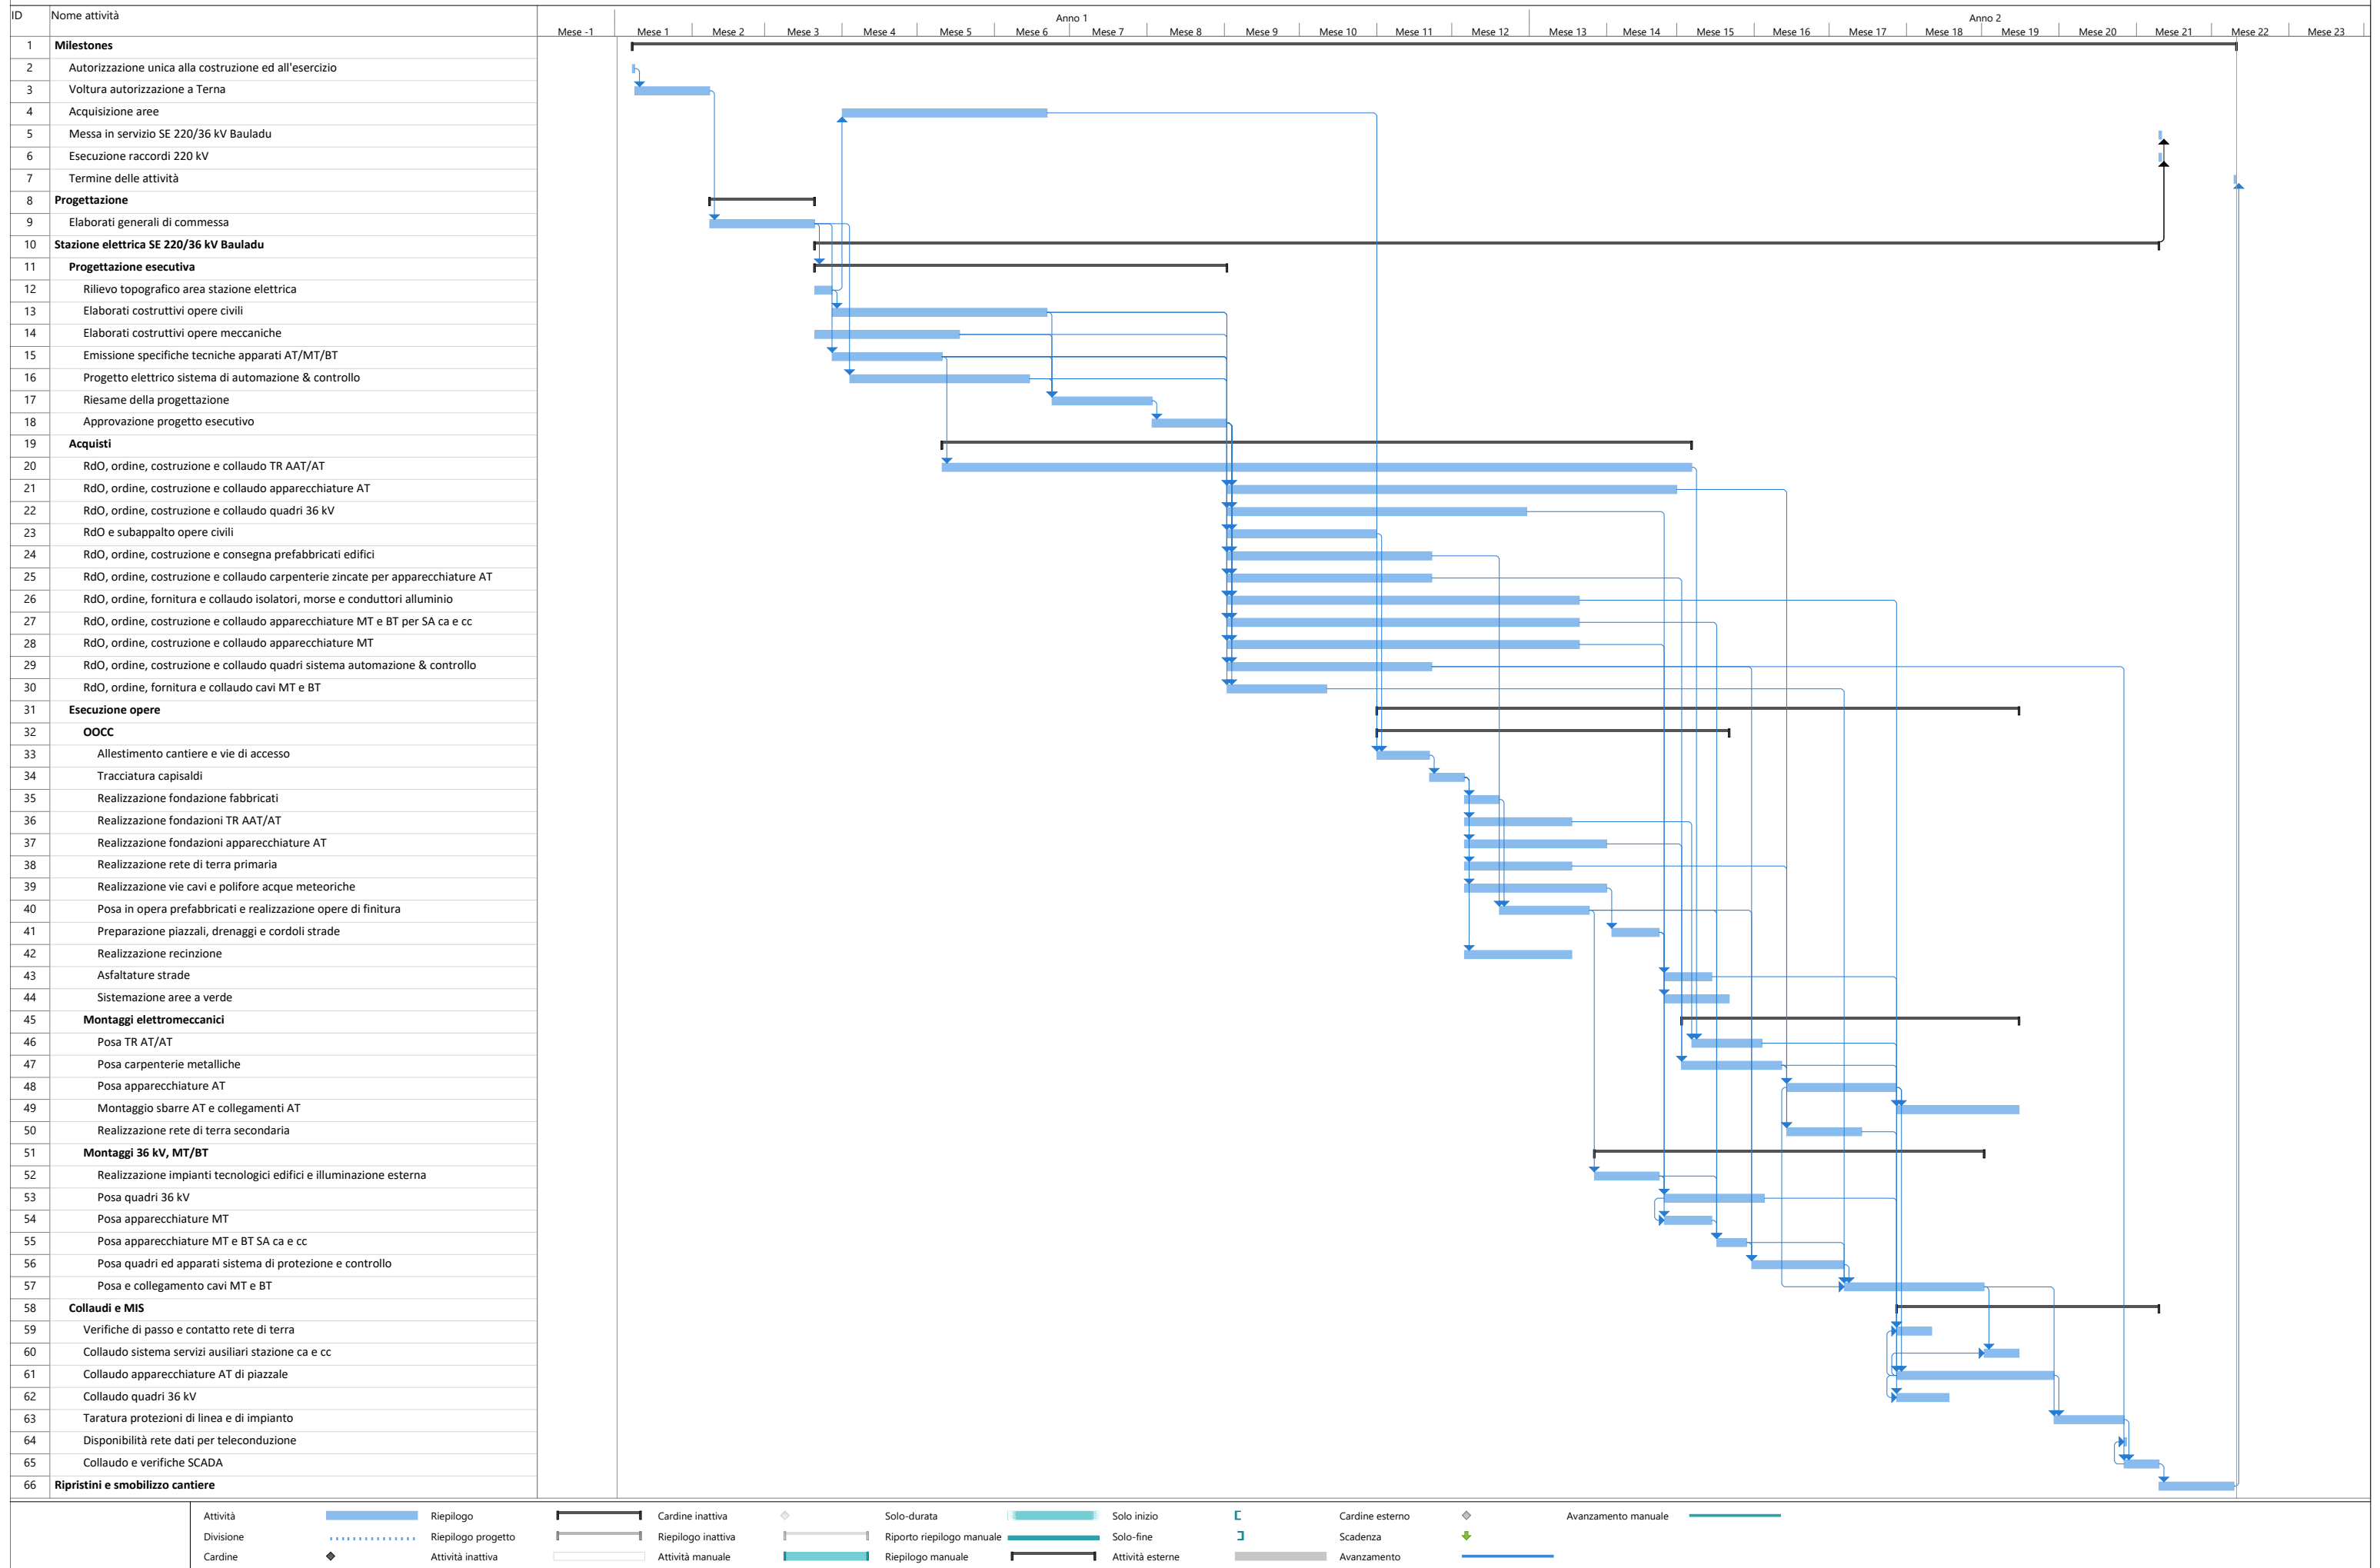 ID Nome attività
Anno 1 Anno 2
Mese -1 Mese 1 Mese 2 Mese 3 Mese 4 Mese 5 Mese 6 Mese 7 Mese 8 Mese 9 Mese 10 Mese 11 Mese 12 Mese 13 Mese 14 Mese 15 Mese 16 Mese 17 Mese 18 Mese 19 Mese 20 Mese 21 Mese 22 Mese 23
1 Milestones
2 Autorizzazione unica alla costruzione ed all'esercizio
3 Voltura autorizzazione a Terna
4 Acquisizione aree
5 Messa in servizio SE 220/36 kV Bauladu
6 Esecuzione raccordi 220 kV
7 Termine delle attività
8 Progettazione
9 Elaborati generali di commessa
10 Stazione elettrica SE 220/36 kV Bauladu
11 Progettazione esecutiva
12 Rilievo topografico area stazione elettrica
13 Elaborati costruttivi opere civili
14 Elaborati costruttivi opere meccaniche
15 Emissione specifiche tecniche apparati AT/MT/BT
16 Progetto elettrico sistema di automazione & controllo
17 Riesame della progettazione
18 Approvazione progetto esecutivo
19 Acquisti
20 RdO, ordine, costruzione e collaudo TR AAT/AT
21 RdO, ordine, costruzione e collaudo apparecchiature AT
22 RdO, ordine, costruzione e collaudo quadri 36 kV
23 RdO e subappalto opere civili
24 RdO, ordine, costruzione e consegna prefabbricati edifici
25 RdO, ordine, costruzione e collaudo carpenterie zincate per apparecchiature AT
26 RdO, ordine, fornitura e collaudo isolatori, morse e conduttori alluminio
27 RdO, ordine, costruzione e collaudo apparecchiature MT e BT per SA ca e cc
28 RdO, ordine, costruzione e collaudo apparecchiature MT
29 RdO, ordine, costruzione e collaudo quadri sistema automazione & controllo
30 RdO, ordine, fornitura e collaudo cavi MT e BT
31 Esecuzione opere
32 OOCC
33 Allestimento cantiere e vie di accesso
34 Tracciatura capisaldi
35 Realizzazione fondazione fabbricati
36 Realizzazione fondazioni TR AAT/AT
37 Realizzazione fondazioni apparecchiature AT
38 Realizzazione rete di terra primaria
39 Realizzazione vie cavi e polifore acque meteoriche
40 Posa in opera prefabbricati e realizzazione opere di finitura
41 Preparazione piazzali, drenaggi e cordoli strade
42 Realizzazione recinzione
43 Asfaltature strade
44 Sistemazione aree a verde
45 Montaggi elettromeccanici
46 Posa TR AT/AT
47 Posa carpenterie metalliche
48 Posa apparecchiature AT
49 Montaggio sbarre AT e collegamenti AT
50 Realizzazione rete di terra secondaria
51 Montaggi 36 kV, MT/BT
52 Realizzazione impianti tecnologici edifici e illuminazione esterna
53 Posa quadri 36 kV
54 Posa apparecchiature MT
55 Posa apparecchiature MT e BT SA ca e cc
56 Posa quadri ed apparati sistema di protezione e controllo
57 Posa e collegamento cavi MT e BT
58 Collaudi e MIS
59 Verifiche di passo e contatto rete di terra
60 Collaudo sistema servizi ausiliari stazione ca e cc
61 Collaudo apparecchiature AT di piazzale
62 Collaudo quadri 36 kV
63 Taratura protezioni di linea e di impianto
64 Disponibilità rete dati per teleconduzione
65 Collaudo e verifiche SCADA
66 Ripristini e smobilizzo cantiere
Attività Riepilogo Cardine inattiva Solo-durata Solo inizio Cardine esterno Avanzamento manuale
Divisione Riepilogo progetto Riepilogo inattiva Riporto riepilogo manuale Solo-fine Scadenza
Cardine Attività inattiva Attività manuale Riepilogo manuale Attività esterne Avanzamento